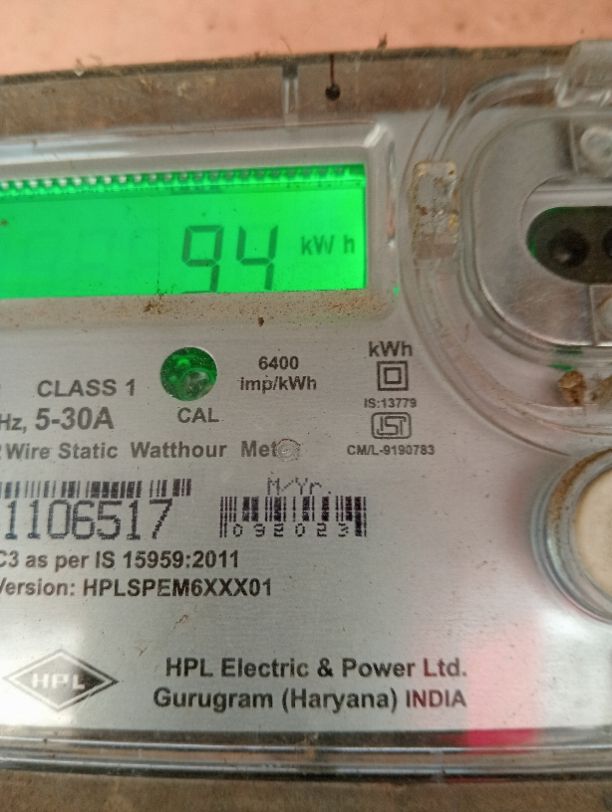 94 kWh
6400
imp/kWh
kWh
CLASS 1
IS:13779
Hz, 5-30A
CAL
ISI
Wire Static Watthour Meter
CM/L-9190783
M/Yr.
1106517
092023
C3 as per IS 15959:2011
Version: HPLSPEM6XXX01
HPL
HPL Electric & Power Ltd.
Gurugram (Haryana) INDIA